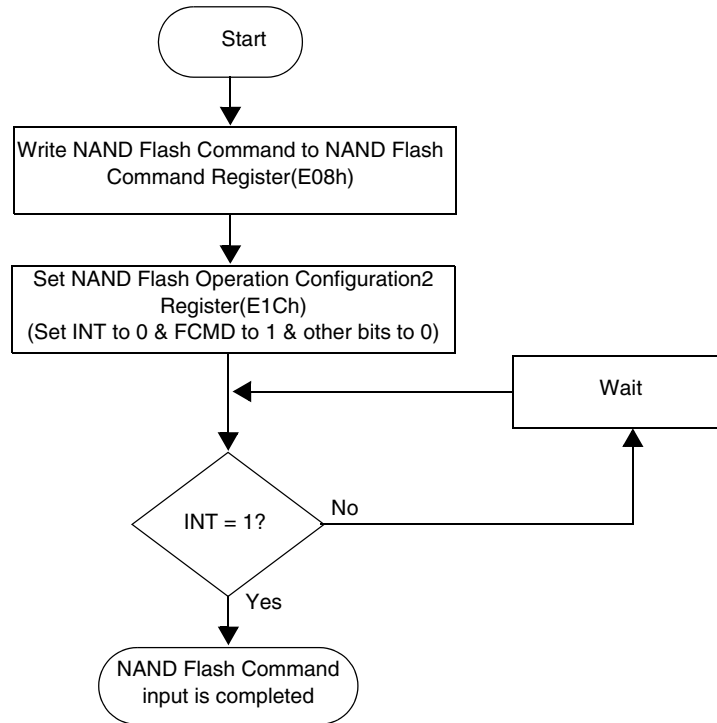 Start
Write NAND Flash Command to NAND Flash
Command Register(E08h)
Set NAND Flash Operation Configuration2
Register(E1Ch)
(Set INT to 0 & FCMD to 1 & other bits to 0)
Wait
INT = 1?
No
Yes
NAND Flash Command
input is completed